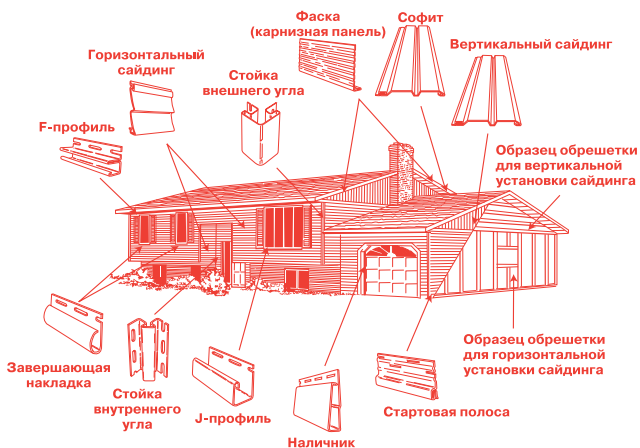 Фаска
(карнизная панель)
Софит
Вертикальный сайдинг
Горизонтальный
сайдинг
Стойка
внешнего угла
F-профиль
Образец обрешетки
для вертикальной
установки сайдинга
Образец обрешетки
для горизонтальной
установки сайдинга
Завершающая
накладка
Стойка
внутреннего
угла
J-профиль
Наличник
Стартовая полоса